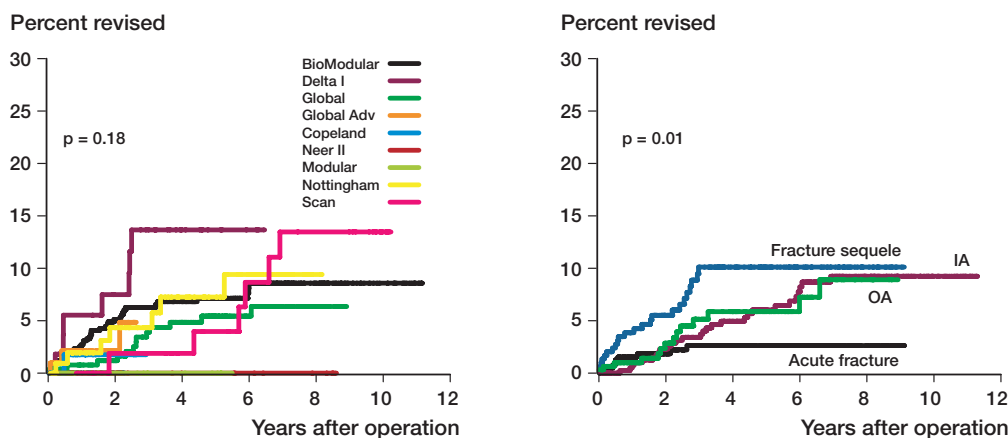 Percent revised
30
25
20
15
10
5
0
p = 0.18
BioModular
Delta I
Global
Global Adv
Copeland
Neer II
Modular
Nottingham
Scan
0 2 4 6 8 10 12
Years after operation
Percent revised
30
25
20
15
10
5
0
p = 0.01
Fracture sequele
IA
OA
Acute fracture
0 2 4 6 8 10 12
Years after operation